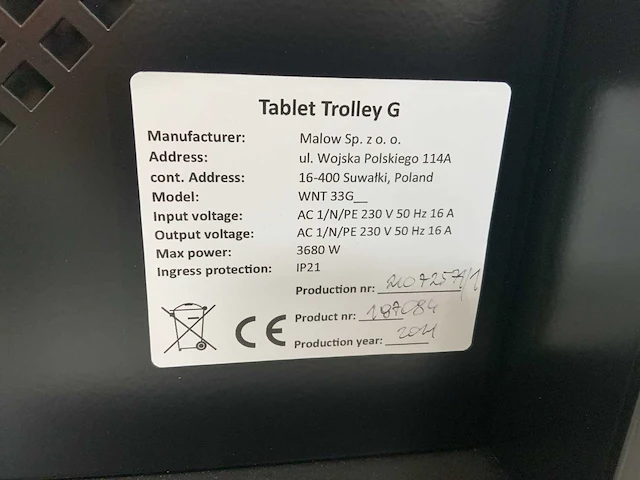 Tablet Trolley G
Manufacturer: Malow Sp. z o. o.
Address: ul. Wojska Polskiego 114A
cont. Address: 16-400 Suwałki, Poland
Model: WNT 33G__
Input voltage: AC 1/N/PE 230 V 50 Hz 16 A
Output voltage: AC 1/N/PE 230 V 50 Hz 16 A
Max power: 3680 W
Ingress protection: IP21
Production nr:
Product nr: 197084
Production year:
CE